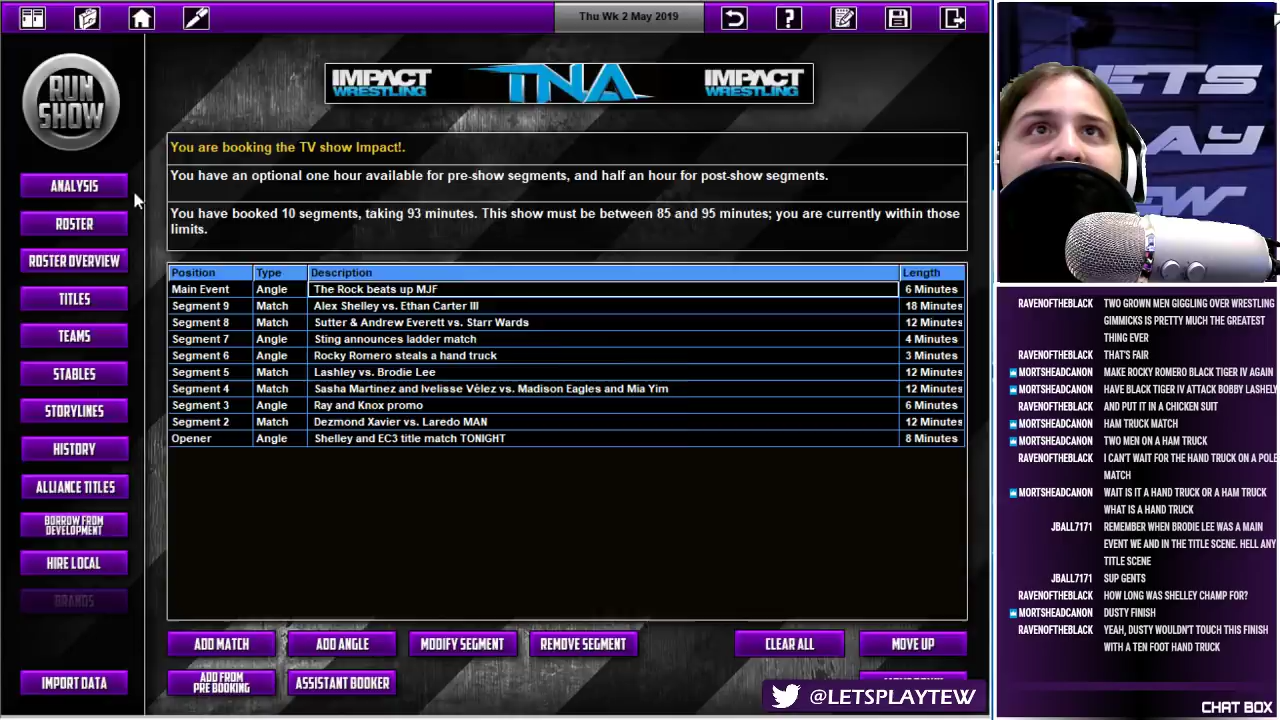 Thu Wk 2 May 2019
?
RUN
SHOW
IMPACT
WRESTLING
TNA
IMPACT
WRESTLING
You are booking the TV show Impact!.
You have an optional one hour available for pre-show segments, and half an hour for post-show segments.
You have booked 10 segments, taking 93 minutes. This show must be between 85 and 95 minutes; you are currently within those
limits.
ANALYSIS
ROSTER
ROSTER OVERVIEW
TITLES
TEAMS
STABLES
STORYLINES
HISTORY
ALLIANCE TITLES
BORROW FROM
DEVELOPMENT
HIRE LOCAL
BRANDS
IMPORT DATA
Position Type Description Length
Main Event Angle The Rock beats up MJF 6 Minutes
Segment 9 Match Alex Shelley vs. Ethan Carter III 18 Minutes
Segment 8 Match Sutter & Andrew Everett vs. Starr Wards 12 Minutes
Segment 7 Angle Sting announces ladder match 4 Minutes
Segment 6 Angle Rocky Romero steals a hand truck 3 Minutes
Segment 5 Match Lashley vs. Brodie Lee 12 Minutes
Segment 4 Match Sasha Martinez and Ivelisse Vélez vs. Madison Eagles and Mia Yim 12 Minutes
Segment 3 Angle Ray and Knox promo 6 Minutes
Segment 2 Match Dezmond Xavier vs. Laredo MAN 12 Minutes
Opener Angle Shelley and EC3 title match TONIGHT 8 Minutes
ADD MATCH ADD ANGLE MODIFY SEGMENT REMOVE SEGMENT CLEAR ALL MOVE UP
ADD FROM
PRE BOOKING
ASSISTANT BOOKER
@LETSPLAYTEW
LETS
PLAY
TEW
RAVENOFTHEBLACK TWO GROWN MEN GIGGLING OVER WRESTLING
GIMMICKS IS PRETTY MUCH THE GREATEST
THING EVER
RAVENOFTHEBLACK THAT'S FAIR
MORTSHEADCANON MAKE ROCKY ROMERO BLACK TIGER IV AGAIN
MORTSHEADCANON HAVE BLACK TIGER IV ATTACK BOBBY LASHELY
RAVENOFTHEBLACK AND PUT IT IN A CHICKEN SUIT
MORTSHEADCANON HAM TRUCK MATCH
MORTSHEADCANON TWO MEN ON A HAM TRUCK
RAVENOFTHEBLACK I CAN'T WAIT FOR THE HAND TRUCK ON A POLE
MATCH
MORTSHEADCANON WAIT IS IT A HAND TRUCK OR A HAM TRUCK
WHAT IS A HAND TRUCK
JBALL7171 REMEMBER WHEN BRODIE LEE WAS A MAIN
EVENT WE AND IN THE TITLE SCENE. HELL ANY
TITLE SCENE
JBALL7171 SUP GENTS
RAVENOFTHEBLACK HOW LONG WAS SHELLEY CHAMP FOR?
MORTSHEADCANON DUSTY FINISH
RAVENOFTHEBLACK YEAH, DUSTY WOULDN'T TOUCH THIS FINISH
WITH A TEN FOOT HAND TRUCK
CHAT BOX